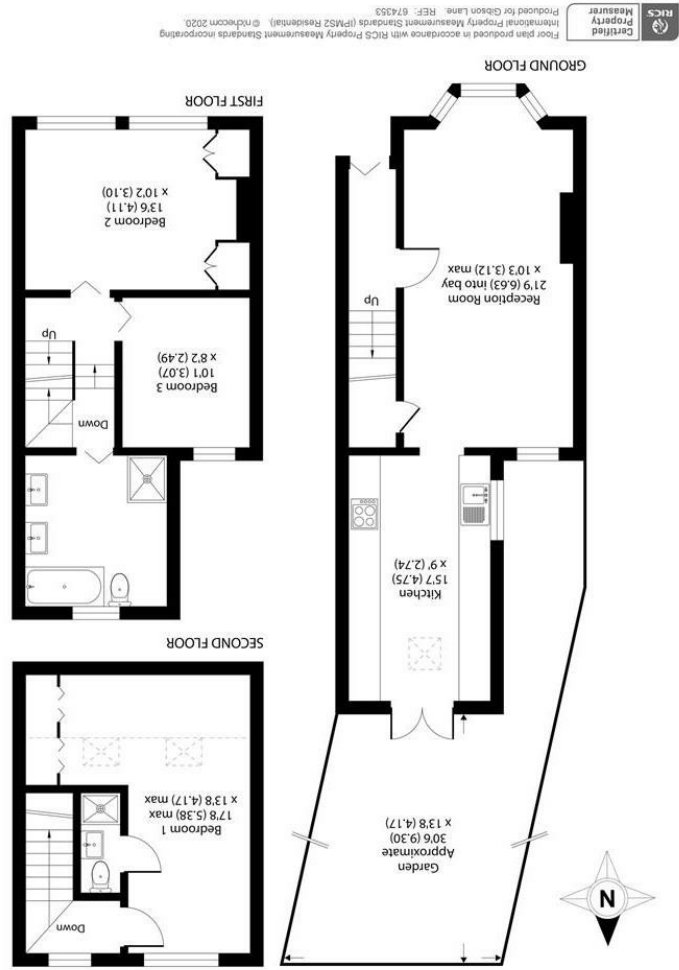 N
Garden
Approximate
30'6 (9.30)
x 13'8 (4.17)
Down
Bedroom 1
17'8 (5.38) max
x 13'8 (4.17) max
SECOND FLOOR
Kitchen
15'7 (4.75)
x 9' (2.74)
Down
Up
Bedroom 3
10'1 (3.07)
x 8'2 (2.49)
Up
Reception Room
21'9 (6.63) into bay
x 10'3 (3.12) max
Bedroom 2
13'6 (4.11)
x 10'2 (3.10)
GROUND FLOOR
FIRST FLOOR
RICS
Certified
Property
Measurer
Floor plan produced in accordance with RICS Property Measurement Standards incorporating
International Property Measurement Standards (IPMS2 Residential). ©nichecom 2020.
Produced for Gibson Lane. REF: 674353